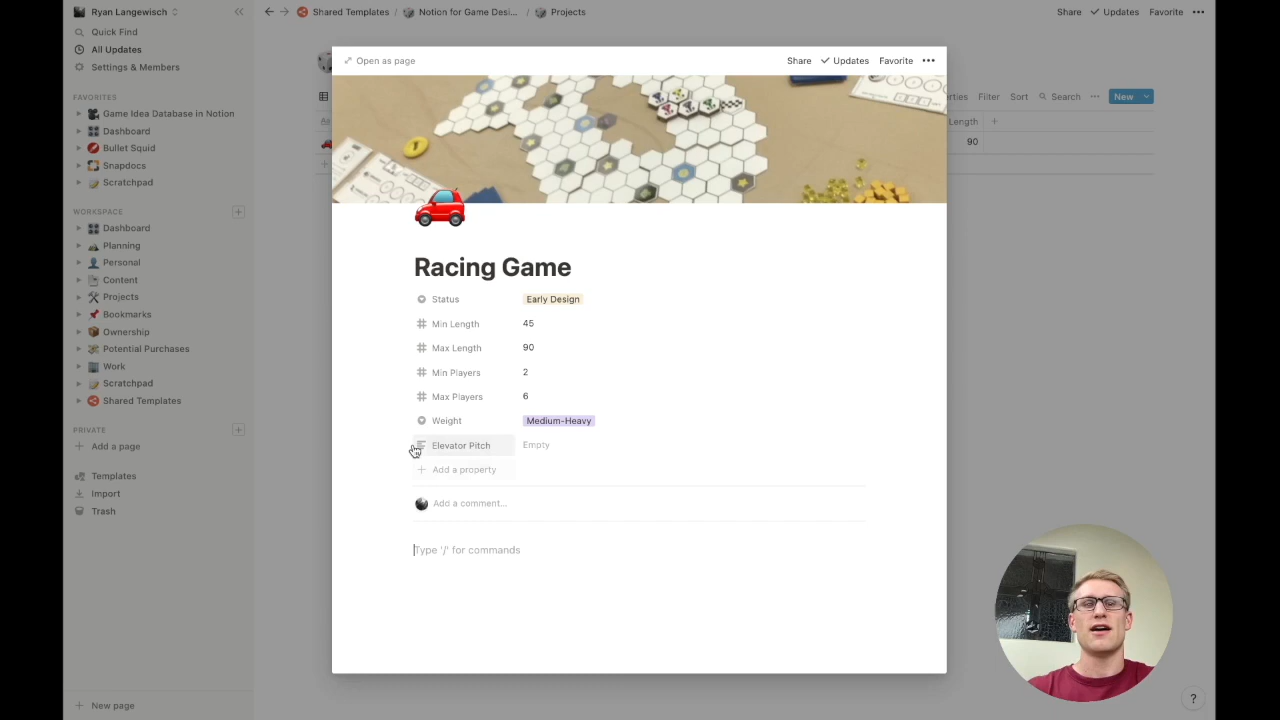 Ryan Langewisch
Shared Templates / Notion for Game Desi... / Projects
Share Updates Favorite
Quick Find
All Updates
Settings & Members
FAVORITES
Game Idea Database in Notion
Dashboard
Bullet Squid
Snapdocs
Scratchpad
WORKSPACE
Dashboard
Planning
Personal
Content
Projects
Bookmarks
Ownership
Potential Purchases
Work
Scratchpad
Shared Templates
PRIVATE
Add a page
Templates
Import
Trash
New page
Open as page
Share Updates Favorite
Filter Sort Search New
Length
90
Racing Game
Status Early Design
Min Length 45
Max Length 90
Min Players 2
Max Players 6
Weight Medium-Heavy
Elevator Pitch Empty
Add a property
Add a comment...
Type '/' for commands
?